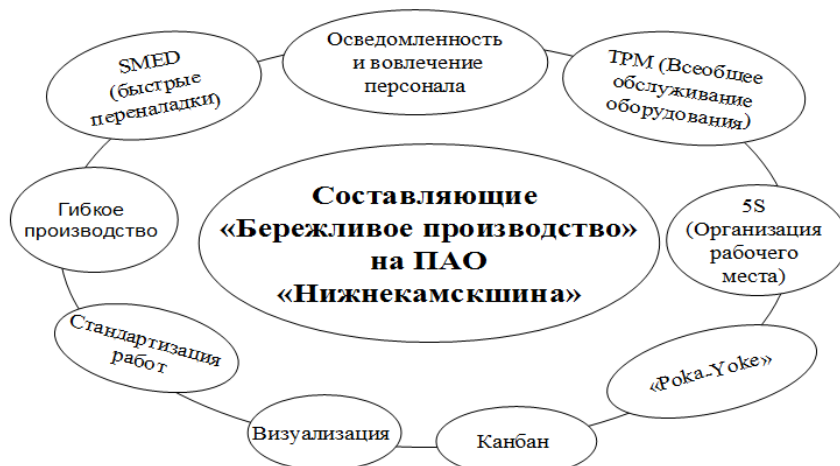 Осведомленность
и вовлечение
персонала
SMED
(быстрые
переналадки)
TPM (Всеобщее
обслуживание
оборудования)
Гибкое
производство
Составляющие
«Бережливое производство»
на ПАО
«Нижнекамскшина»
5S
(Организация
рабочего
места)
Стандартизация
работ
«Poka-Yoke»
Визуализация
Канбан